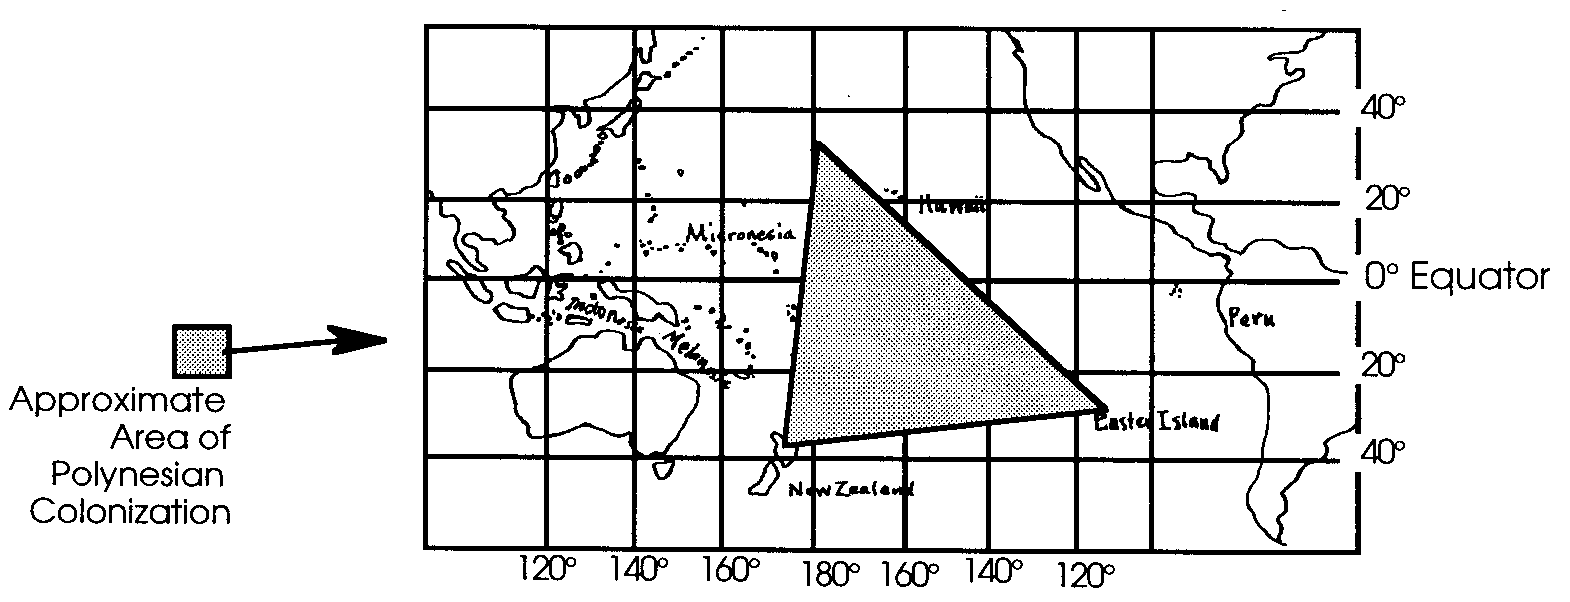 40°
Hawaii
20°
Micronesia
0° Equator
Peru
Approximate
Area of
Polynesian
Colonization
20°
Easter Island
40°
New Zealand
120° 140° 160° 180° 160° 140° 120°